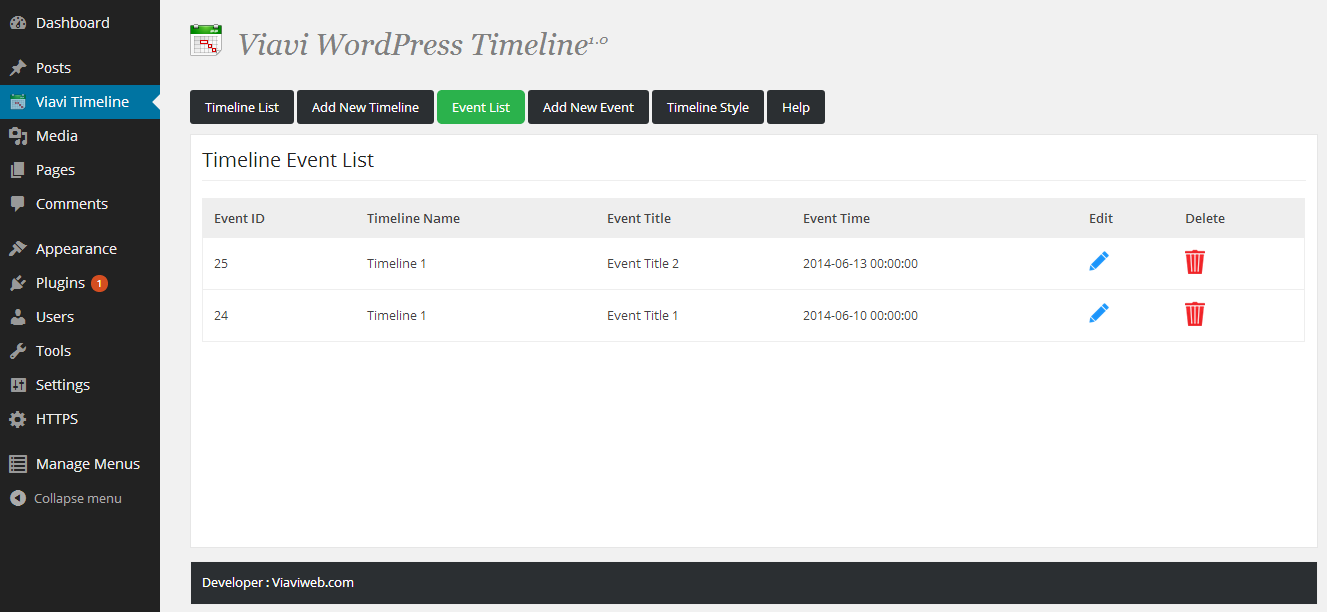 Dashboard
Posts
Viavi Timeline
Media
Pages
Comments
Appearance
Plugins 1
Users
Tools
Settings
HTTPS
Manage Menus
Collapse menu
Viavi WordPress Timeline1.0
Timeline List Add New Timeline Event List Add New Event Timeline Style Help
Timeline Event List
Event ID Timeline Name Event Title Event Time Edit Delete
25 Timeline 1 Event Title 2 2014-06-13 00:00:00
24 Timeline 1 Event Title 1 2014-06-10 00:00:00
Developer : Viaviweb.com